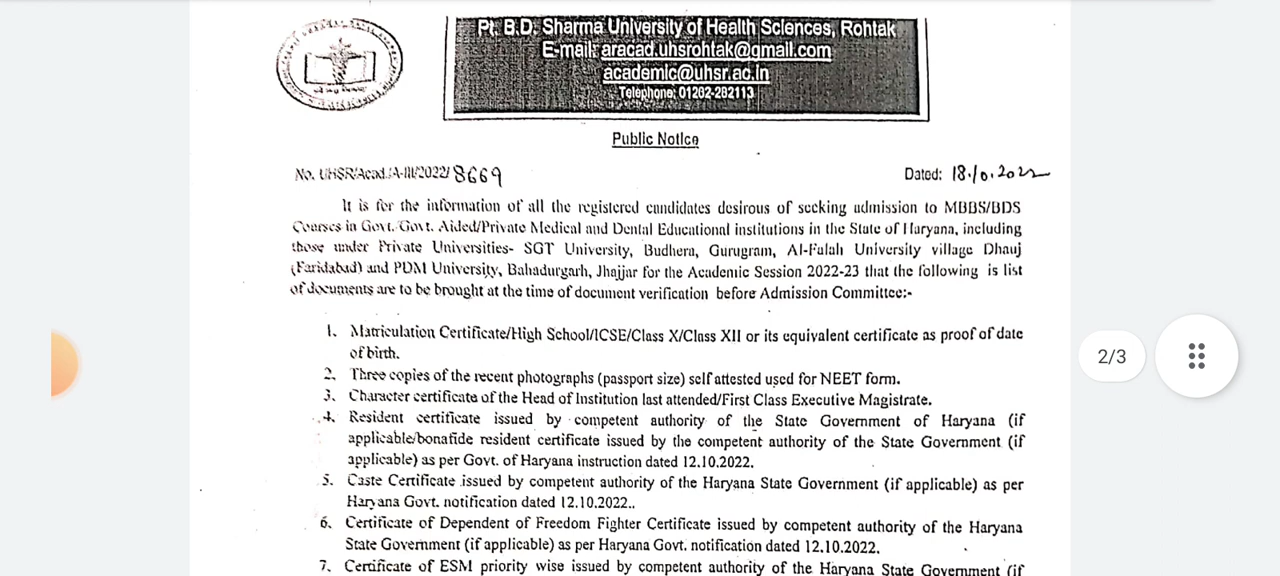 Pt. B.D. Sharma University of Health Sciences, Rohtak
E-mail: aracad.uhsrohtak@gmail.com
academic@uhsr.ac.in
Telephone: 01262-282113
Public Notice
No. UHSR/Acad./A-III/2022/ 8669
Dated: 18.10.2022
It is for the information of all the registered candidates desirous of seeking admission to MBBS/BDS
Courses in Govt./Govt. Aided/Private Medical and Dental Educational institutions in the State of Haryana, including
those under Private Universities- SGT University, Budhera, Gurugram, Al-Falah University village Dhauj
(Faridabad) and PDM University, Bahadurgarh, Jhajjar for the Academic Session 2022-23 that the following is list
of documents are to be brought at the time of document verification before Admission Committee:-
1. Matriculation Certificate/High School/ICSE/Class X/Class XII or its equivalent certificate as proof of date
of birth.
2. Three copies of the recent photographs (passport size) self attested used for NEET form.
3. Character certificate of the Head of Institution last attended/First Class Executive Magistrate.
4. Resident certificate issued by competent authority of the State Government of Haryana (if
applicable/bonafide resident certificate issued by the competent authority of the State Government (if
applicable) as per Govt. of Haryana instruction dated 12.10.2022.
5. Caste Certificate issued by competent authority of the Haryana State Government (if applicable) as per
Haryana Govt. notification dated 12.10.2022..
6. Certificate of Dependent of Freedom Fighter Certificate issued by competent authority of the Haryana
State Government (if applicable) as per Haryana Govt. notification dated 12.10.2022.
7. Certificate of ESM priority wise issued by competent authority of the Haryana State Government (if
2/3